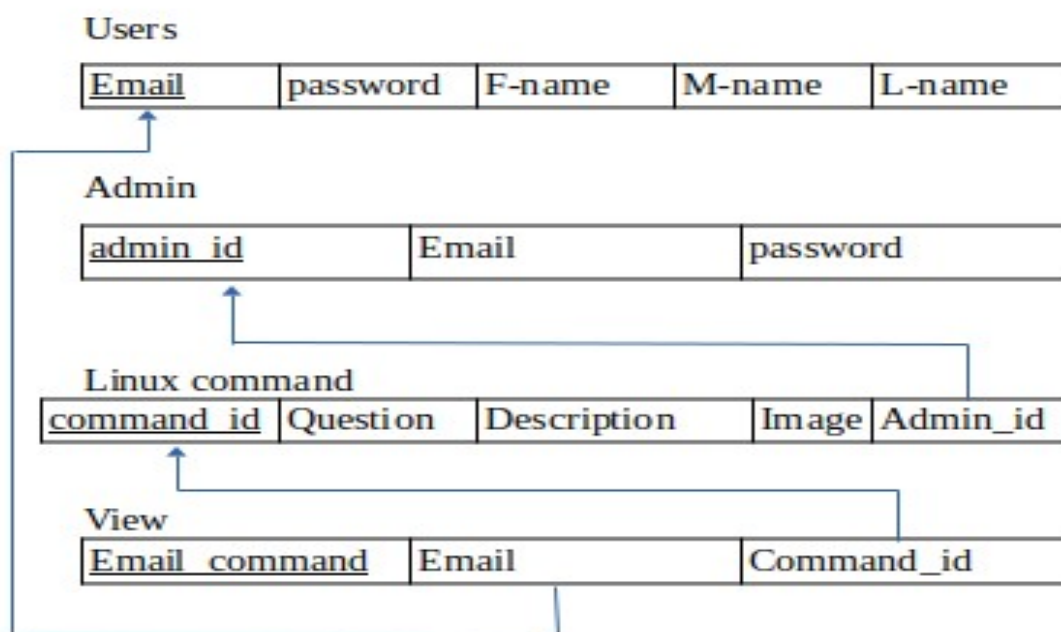 Users
Email password F-name M-name L-name
Admin
admin_id Email password
Linux command
command_id Question Description Image Admin_id
View
Email_command Email Command_id